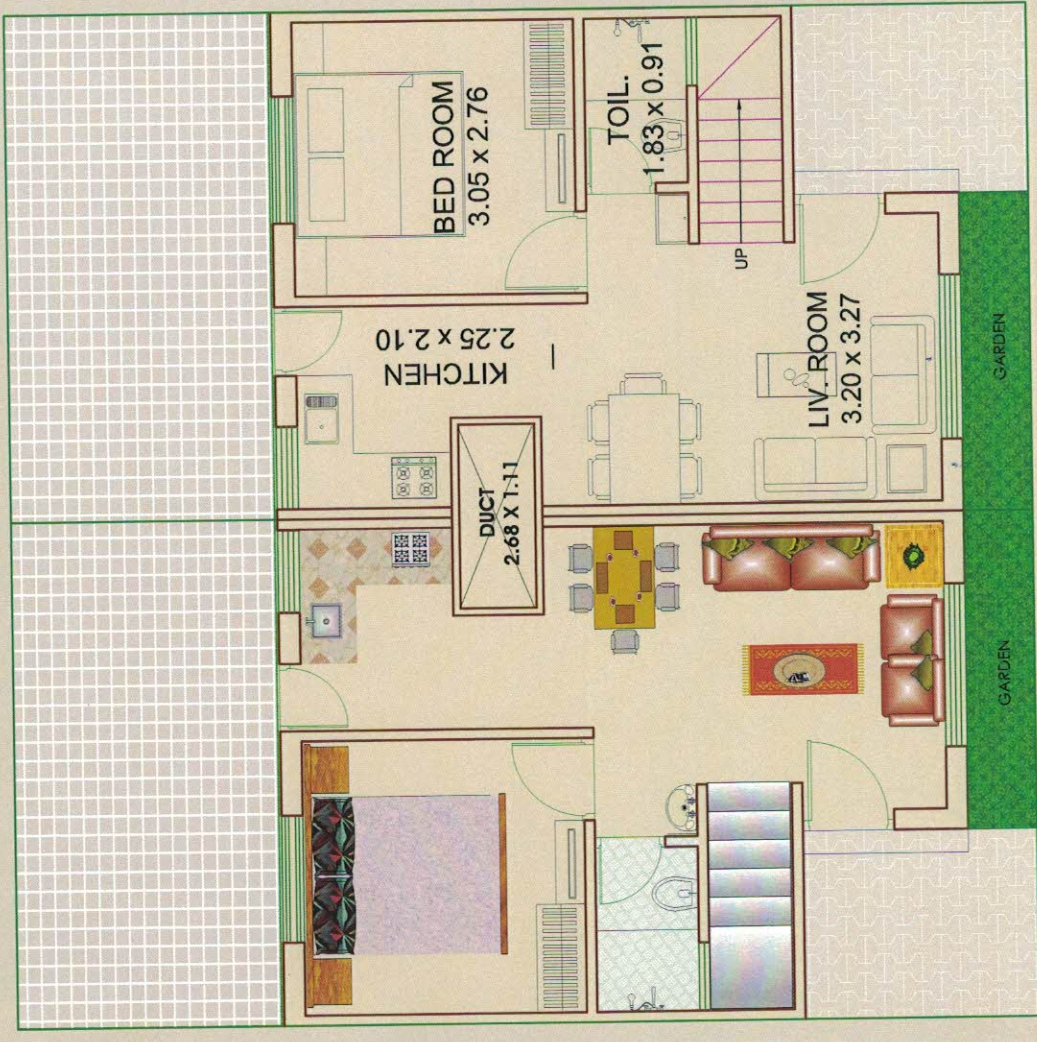 BED ROOM
3.05 x 2.76
TOIL.
1.83 x 0.91
KITCHEN
2.25 x 2.10
UP
DUCT
2.68 X 1.11
LIV. ROOM
3.20 x 3.27
GARDEN
GARDEN